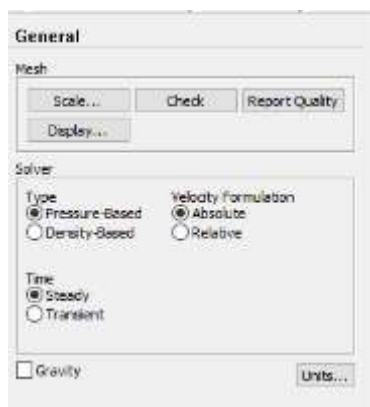 General
Mesh
Scale... Check Report Quality
Display...
Solver
Type Velocity Formulation
Pressure-Based Absolute
Density-Based Relative
Time
Steady
Transient
Gravity Units...